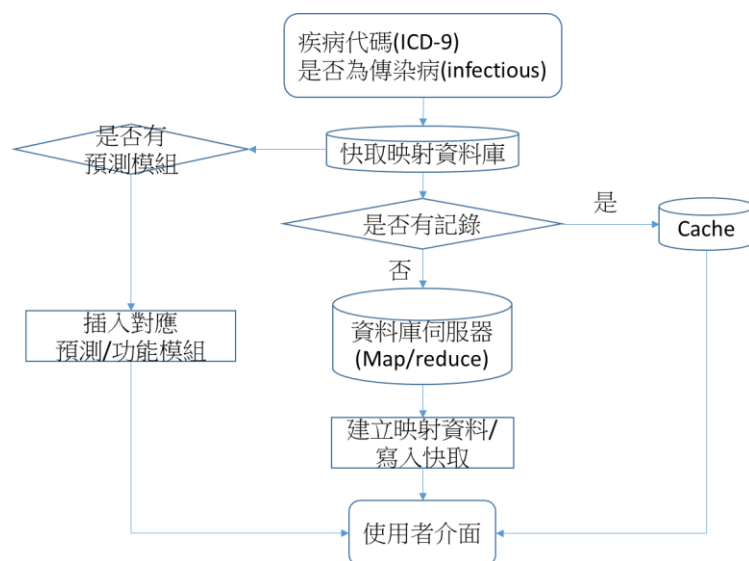 疾病代碼(ICD-9)
是否為傳染病(infectious)
是否有
預測模組
快取映射資料庫
是否有記錄
是
Cache
否
插入對應
預測/功能模組
資料庫伺服器
(Map/reduce)
建立映射資料/
寫入快取
使用者介面